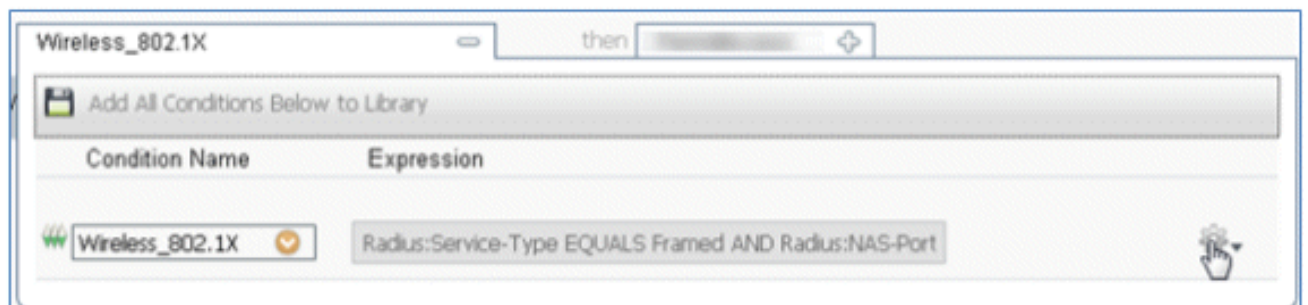 Wireless_802.1X then
Add All Conditions Below to Library
Condition Name Expression
Wireless_802.1X Radius:Service-Type EQUALS Framed AND Radius:NAS-Port